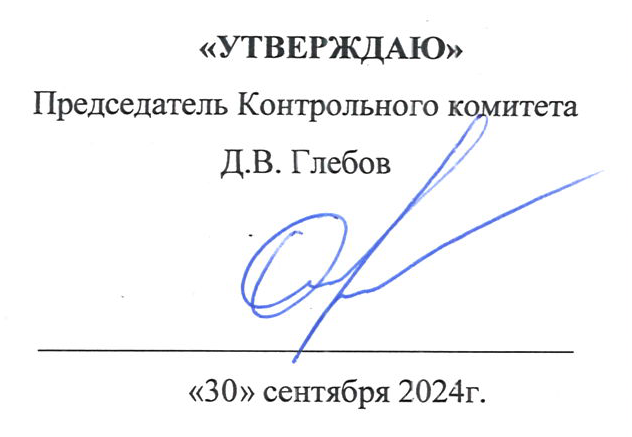 «УТВЕРЖДАЮ»
Председатель Контрольного комитета
Д.В. Глебов
«30» сентября 2024г.